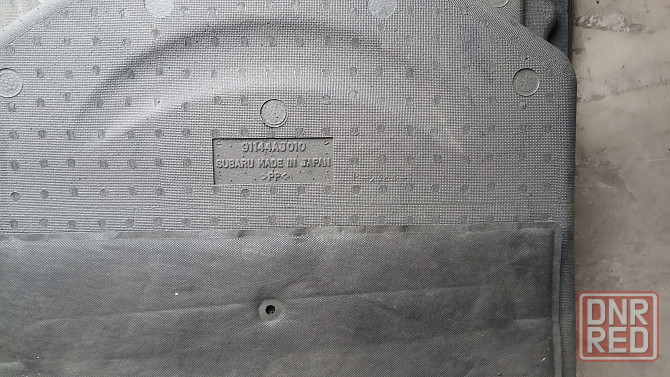 91144AJ010
SUBARU MADE IN JAPAN
>PP<
DNR
RED